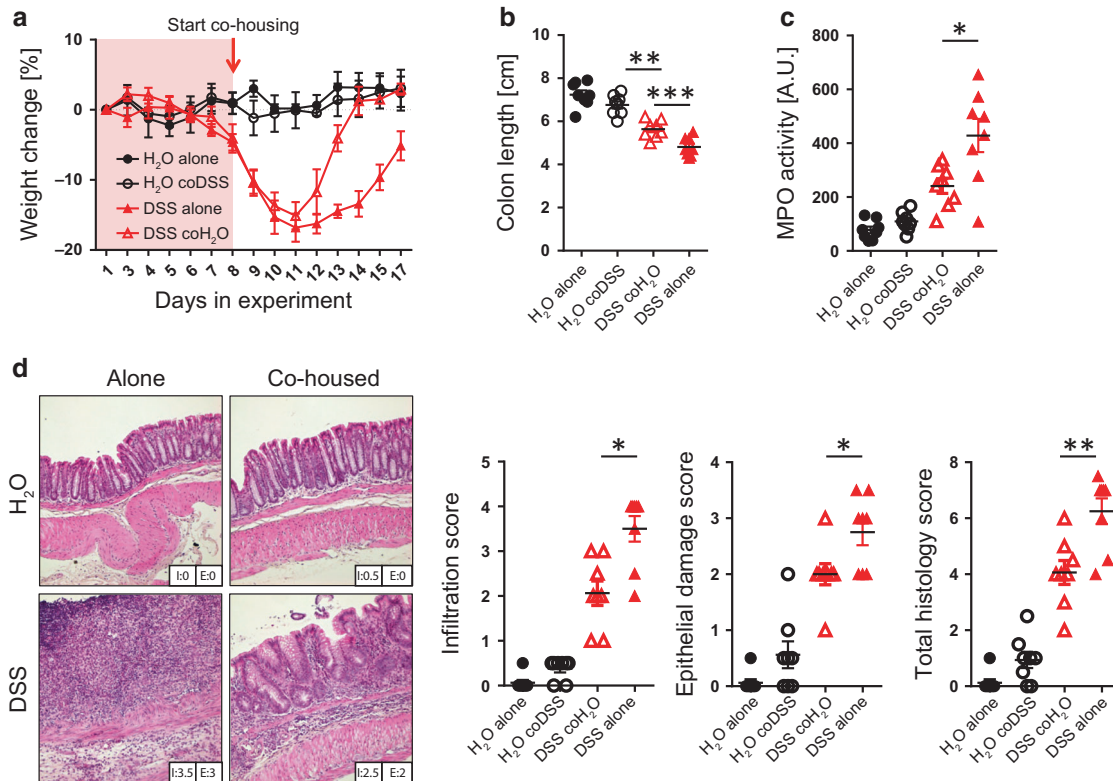 a
Start co-housing
Weight change [%]
10
0
−10
−20
H2O alone
H2O coDSS
DSS alone
DSS coH2O
1 3 4 5 6 7 8 9 10 11 12 13 14 15 17
Days in experiment
b
Colon length [cm]
10
8
6
4
2
0
**
***
H2O alone
H2O coDSS
DSS coH2O
DSS alone
c
MPO activity [A.U.]
800
600
400
200
0
*
H2O alone
H2O coDSS
DSS coH2O
DSS alone
d
Alone
Co-housed
H2O
I:0 E:0
I:0.5 E:0
DSS
I:3.5 E:3
I:2.5 E:2
Infiltration score
5
4
3
2
1
0
*
H2O alone
H2O coDSS
DSS coH2O
DSS alone
Epithelial damage score
4
3
2
1
0
*
H2O alone
H2O coDSS
DSS coH2O
DSS alone
Total histology score
8
6
4
2
0
**
H2O alone
H2O coDSS
DSS coH2O
DSS alone